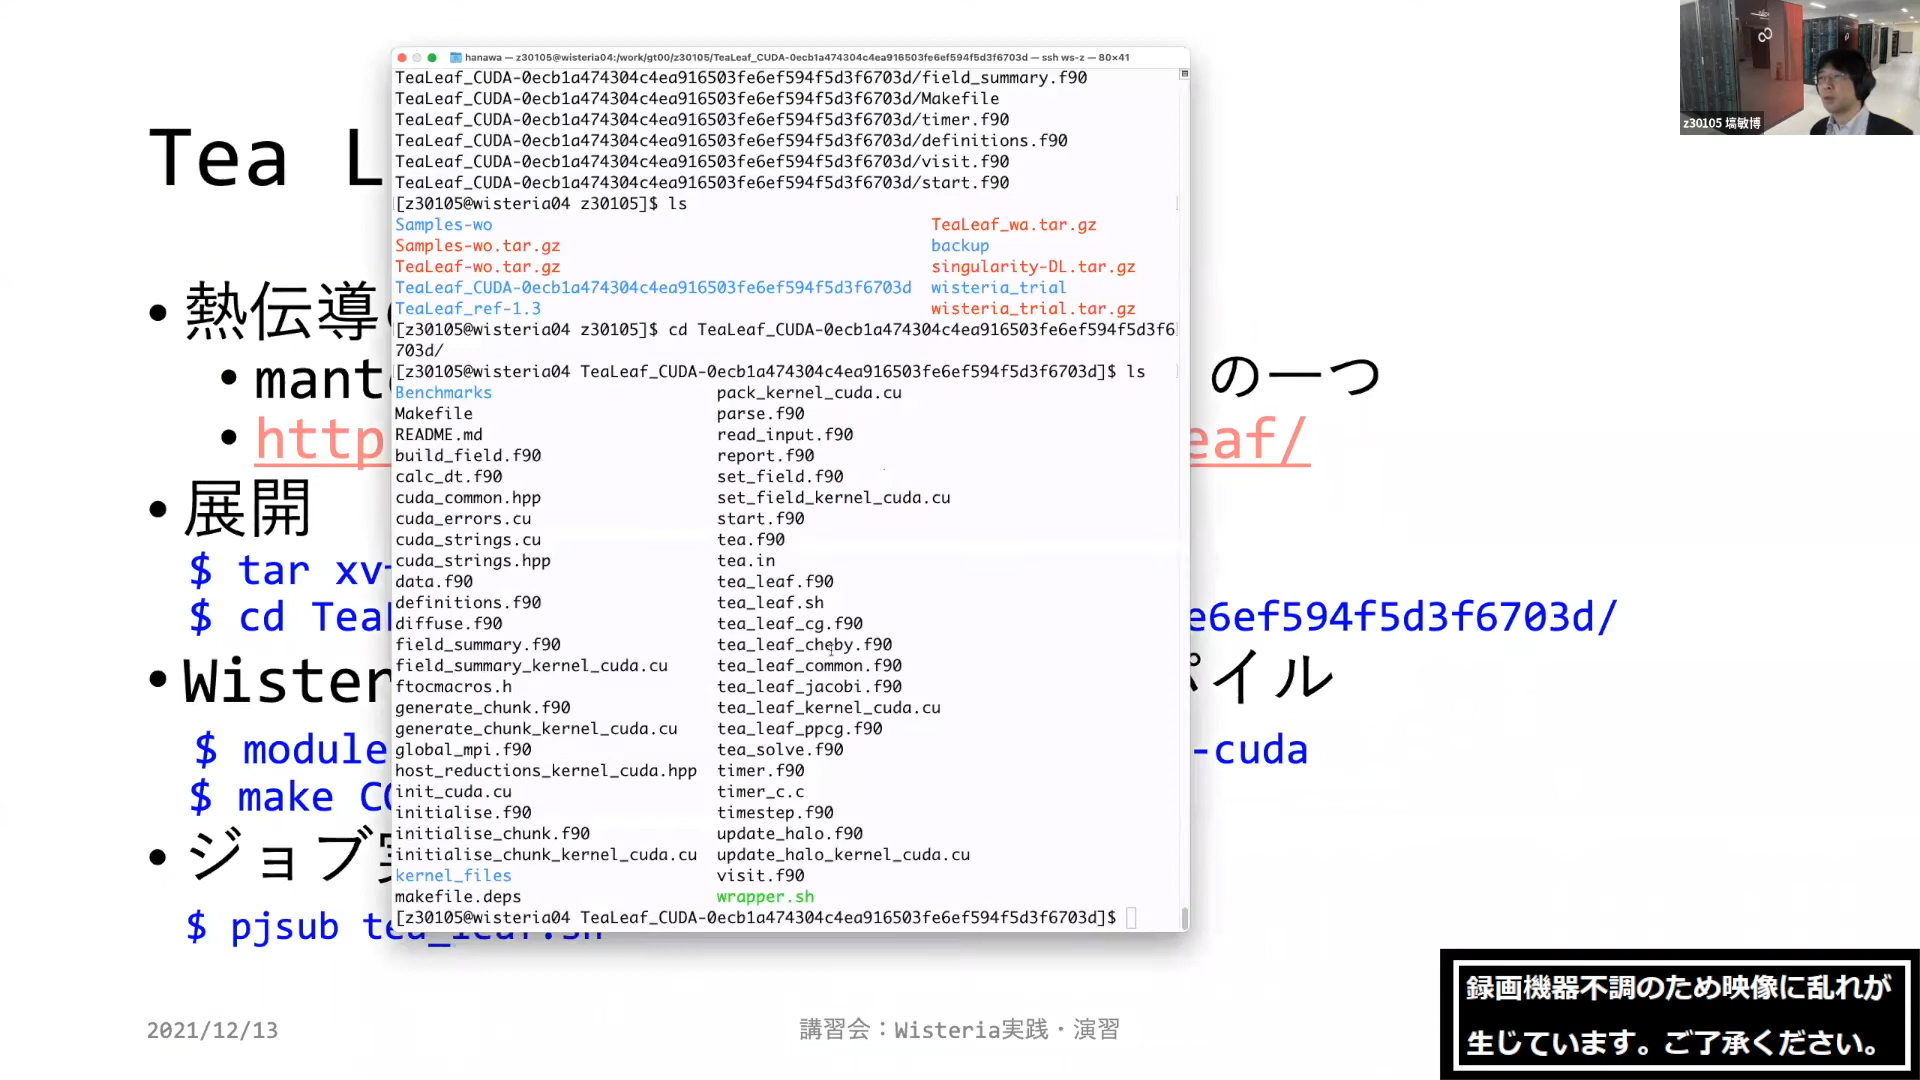 hanawa — z30105@wisteria04:/work/gt00/z30105/TeaLeaf_CUDA-0ecb1a474304c4ea916503fe6ef594f5d3f6703d — ssh ws-z — 80×41
TeaLeaf_CUDA-0ecb1a474304c4ea916503fe6ef594f5d3f6703d/field_summary.f90
TeaLeaf_CUDA-0ecb1a474304c4ea916503fe6ef594f5d3f6703d/Makefile
TeaLeaf_CUDA-0ecb1a474304c4ea916503fe6ef594f5d3f6703d/timer.f90
TeaLeaf_CUDA-0ecb1a474304c4ea916503fe6ef594f5d3f6703d/definitions.f90
TeaLeaf_CUDA-0ecb1a474304c4ea916503fe6ef594f5d3f6703d/visit.f90
TeaLeaf_CUDA-0ecb1a474304c4ea916503fe6ef594f5d3f6703d/start.f90
[z30105@wisteria04 z30105]$ ls
Samples-wo TeaLeaf_wa.tar.gz
Samples-wo.tar.gz backup
TeaLeaf-wo.tar.gz singularity-DL.tar.gz
TeaLeaf_CUDA-0ecb1a474304c4ea916503fe6ef594f5d3f6703d wisteria_trial
TeaLeaf_ref-1.3 wisteria_trial.tar.gz
[z30105@wisteria04 z30105]$ cd TeaLeaf_CUDA-0ecb1a474304c4ea916503fe6ef594f5d3f6
703d/
[z30105@wisteria04 TeaLeaf_CUDA-0ecb1a474304c4ea916503fe6ef594f5d3f6703d]$ ls
Benchmarks pack_kernel_cuda.cu
Makefile parse.f90
README.md read_input.f90
build_field.f90 report.f90
calc_dt.f90 set_field.f90
cuda_common.hpp set_field_kernel_cuda.cu
cuda_errors.cu start.f90
cuda_strings.cu tea.f90
cuda_strings.hpp tea.in
data.f90 tea_leaf.f90
definitions.f90 tea_leaf.sh
diffuse.f90 tea_leaf_cg.f90
field_summary.f90 tea_leaf_cheby.f90
field_summary_kernel_cuda.cu tea_leaf_common.f90
ftocmacros.h tea_leaf_jacobi.f90
generate_chunk.f90 tea_leaf_kernel_cuda.cu
generate_chunk_kernel_cuda.cu tea_leaf_ppcg.f90
global_mpi.f90 tea_solve.f90
host_reductions_kernel_cuda.hpp timer.f90
init_cuda.cu timer_c.c
initialise.f90 timestep.f90
initialise_chunk.f90 update_halo.f90
initialise_chunk_kernel_cuda.cu update_halo_kernel_cuda.cu
kernel_files visit.f90
makefile.deps wrapper.sh
[z30105@wisteria04 TeaLeaf_CUDA-0ecb1a474304c4ea916503fe6ef594f5d3f6703d]$
z30105 塙敏博
Tea L
• 熱伝導
• mant の一つ
• http eaf/
• 展開
$ tar xv
$ cd Tea e6ef594f5d3f6703d/
• Wister パイル
$ module -cuda
$ make CO
• ジョブ実
$ pjsub tea_leaf.sh
2021/12/13
講習会：Wisteria実践・演習
録画機器不調のため映像に乱れが
生じています。ご了承ください。